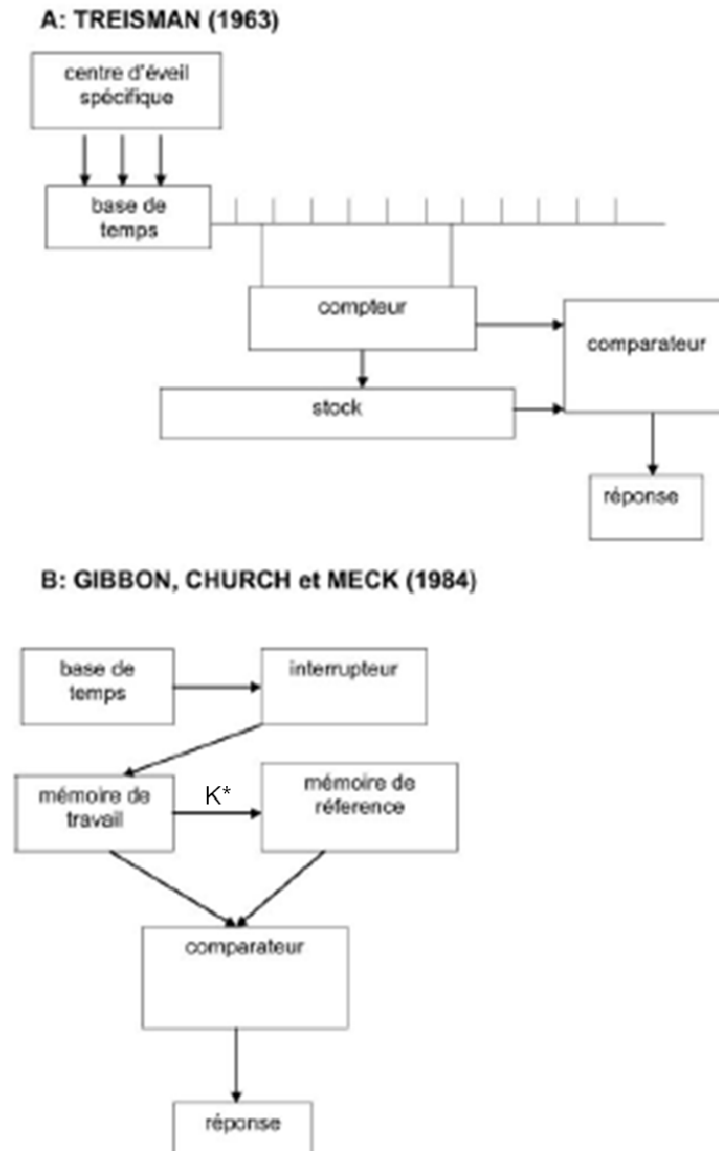 A: TREISMAN (1963)
centre d'éveil
spécifique
base de
temps
compteur
comparateur
stock
réponse
B: GIBBON, CHURCH et MECK (1984)
base de
temps
interrupteur
mémoire de
travail
K*
mémoire de
réference
comparateur
réponse